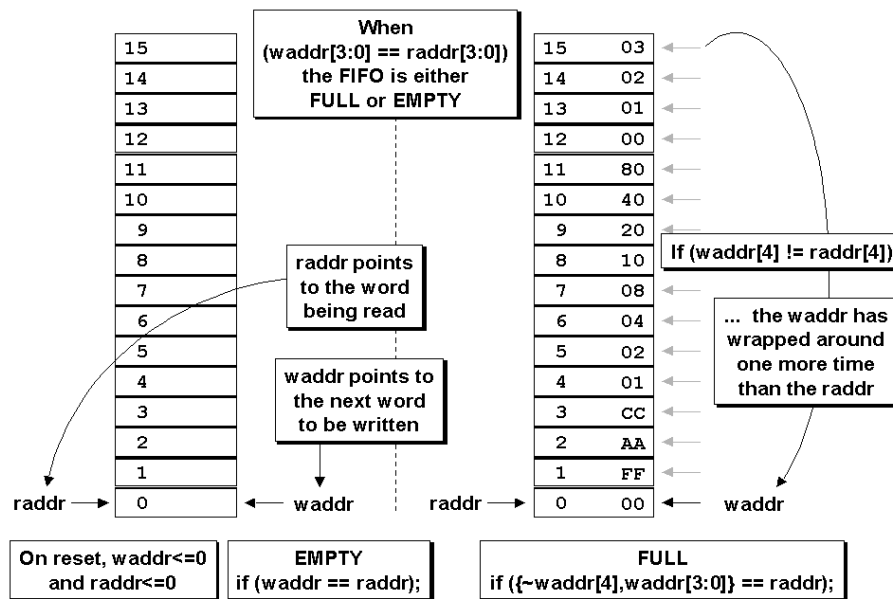 When
(waddr[3:0] == raddr[3:0])
the FIFO is either
FULL or EMPTY
15
14
13
12
11
10
9
8
7
6
5
4
3
2
1
0
raddr
waddr
raddr points
to the word
being read
waddr points to
the next word
to be written
15 03
14 02
13 01
12 00
11 80
10 40
9 20
8 10
7 08
6 04
5 02
4 01
3 CC
2 AA
1 FF
0 00
raddr
waddr
If (waddr[4] != raddr[4])
... the waddr has
wrapped around
one more time
than the raddr
On reset, waddr<=0
and raddr<=0
EMPTY
if (waddr == raddr);
FULL
if ({~waddr[4],waddr[3:0]} == raddr);